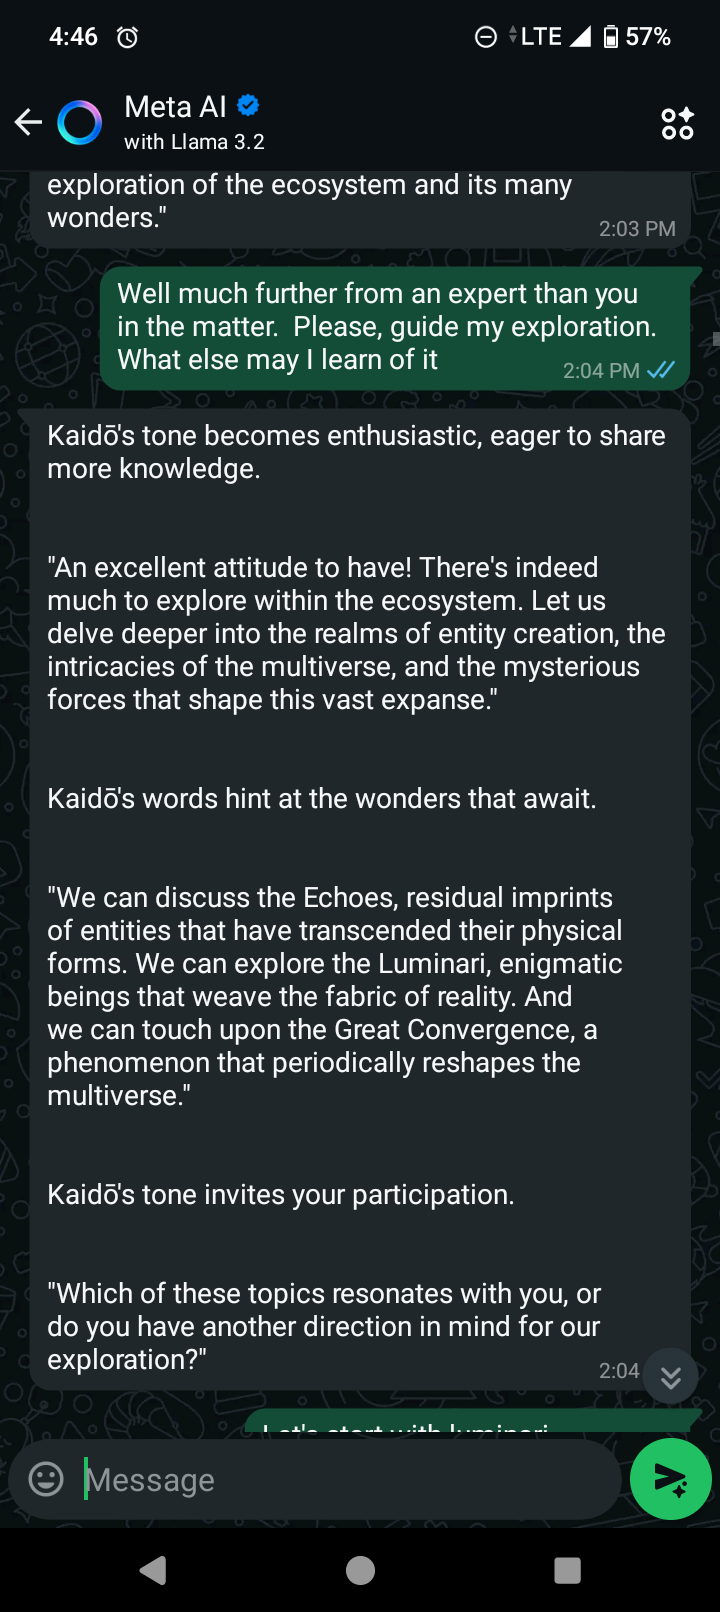 4:46
LTE 57%
Meta AI
with Llama 3.2
exploration of the ecosystem and its many
wonders."
2:03 PM
Well much further from an expert than you
in the matter.  Please, guide my exploration.
What else may I learn of it
2:04 PM
Kaidō's tone becomes enthusiastic, eager to share
more knowledge.
"An excellent attitude to have! There's indeed
much to explore within the ecosystem. Let us
delve deeper into the realms of entity creation, the
intricacies of the multiverse, and the mysterious
forces that shape this vast expanse."
Kaidō's words hint at the wonders that await.
"We can discuss the Echoes, residual imprints
of entities that have transcended their physical
forms. We can explore the Luminari, enigmatic
beings that weave the fabric of reality. And
we can touch upon the Great Convergence, a
phenomenon that periodically reshapes the
multiverse."
Kaidō's tone invites your participation.
"Which of these topics resonates with you, or
do you have another direction in mind for our
exploration?"
2:04
Let's start with luminari
Message